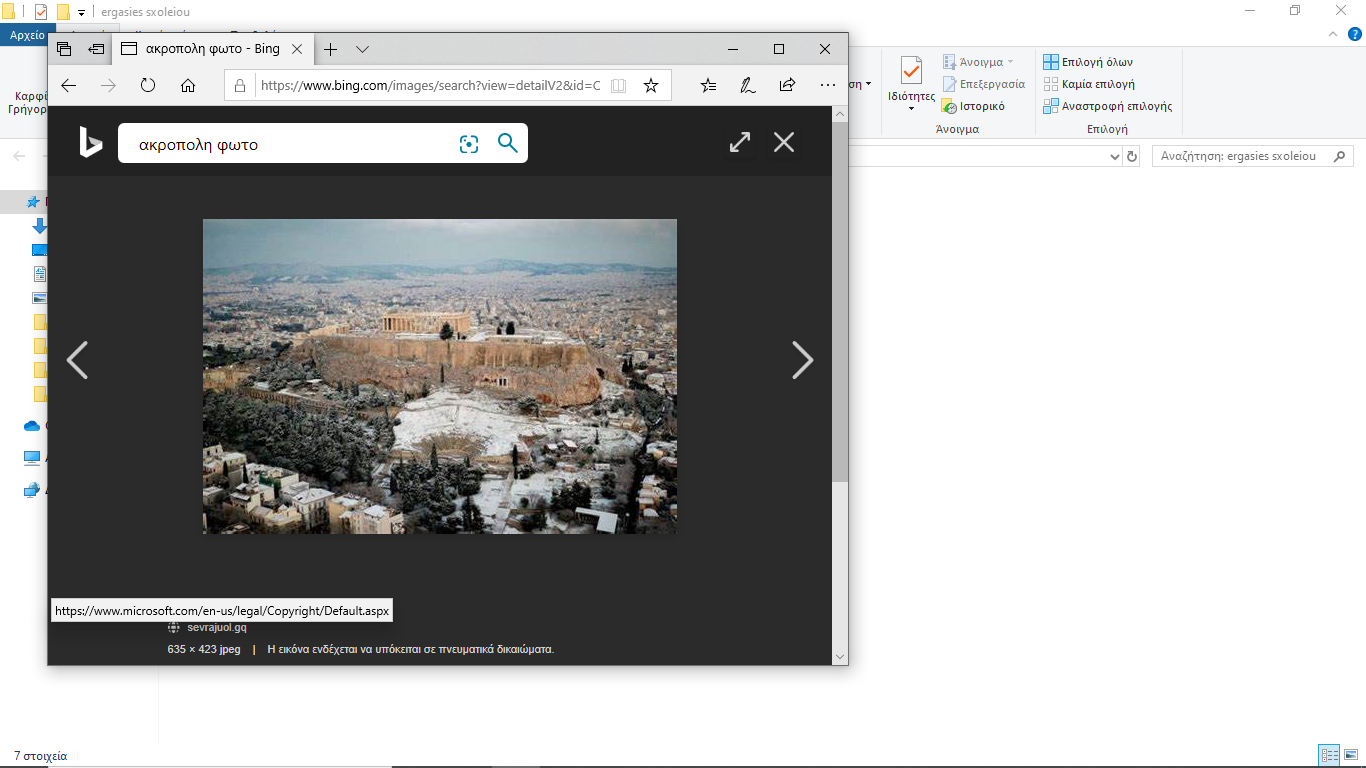 ergasies sxoleiou
Αρχείο
ακροπολη φωτο - Bing
https://www.bing.com/images/search?view=detailV2&id=C
ακροπολη φωτο
Ιδιότητες
Άνοιγμα
Επεξεργασία
Ιστορικό
Άνοιγμα
Επιλογή όλων
Καμία επιλογή
Αναστροφή επιλογής
Επιλογή
Αναζήτηση: ergasies sxoleiou
https://www.microsoft.com/en-us/legal/Copyright/Default.aspx
sevrajuol.gq
635 × 423 jpeg | Η εικόνα ενδέχεται να υπόκειται σε πνευματικά δικαιώματα.
7 στοιχεία